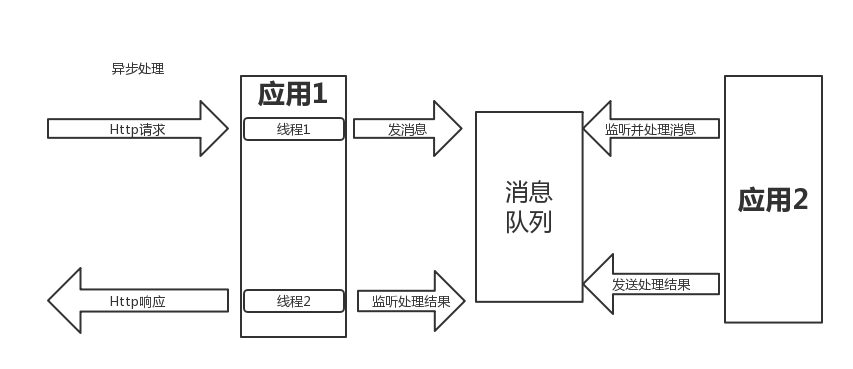 异步处理
应用1
Http请求
线程1
发消息
监听并处理消息
消息
队列
应用2
Http响应
线程2
监听处理结果
发送处理结果